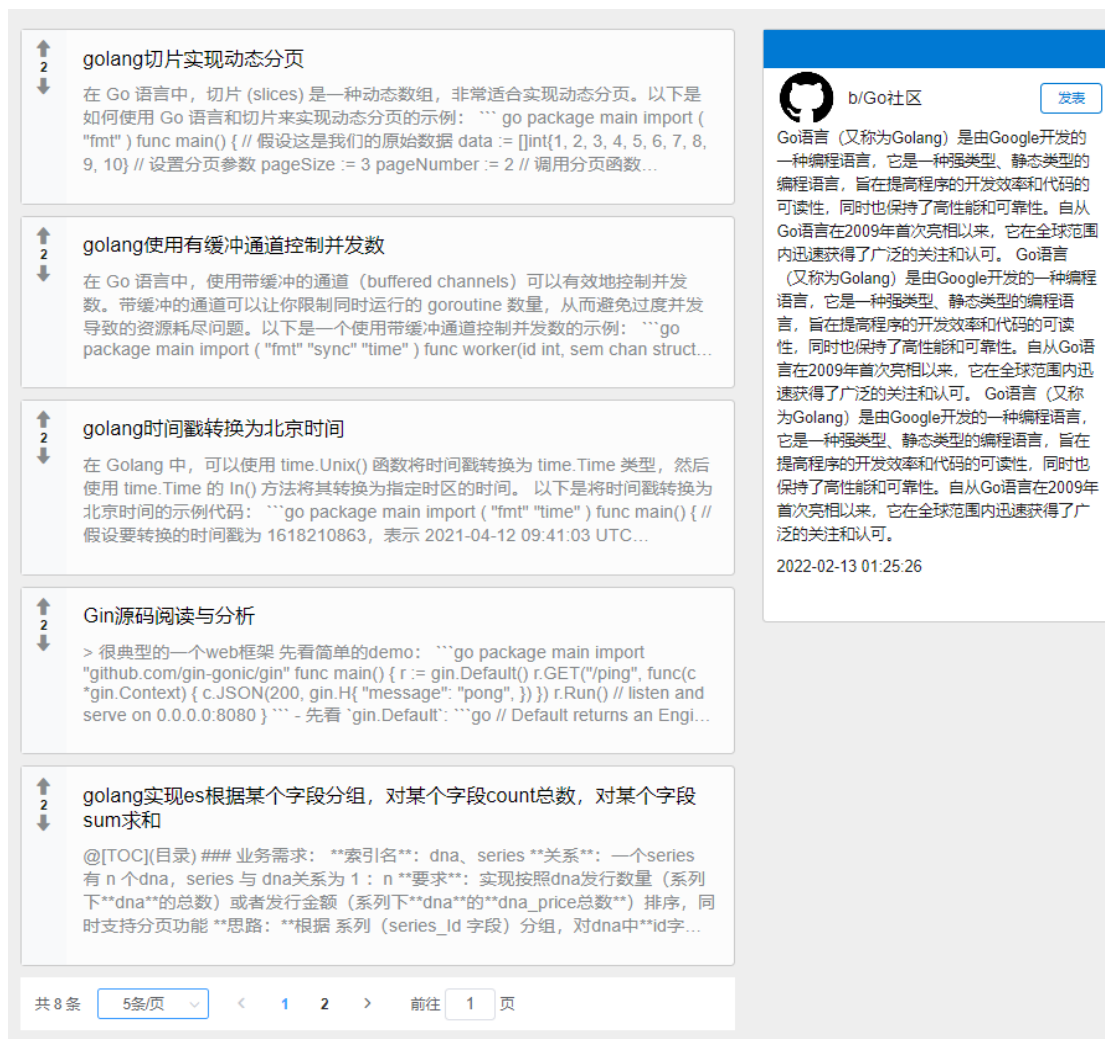 2
golang切片实现动态分页
在 Go 语言中，切片 (slices) 是一种动态数组，非常适合实现动态分页。以下是
如何使用 Go 语言和切片来实现动态分页的示例： ``` go package main import (
"fmt" ) func main() { // 假设这是我们的原始数据 data := []int{1, 2, 3, 4, 5, 6, 7, 8,
9, 10} // 设置分页参数 pageSize := 3 pageNumber := 2 // 调用分页函数...
2
golang使用有缓冲通道控制并发数
在 Go 语言中，使用带缓冲的通道（buffered channels）可以有效地控制并发
数。带缓冲的通道可以让你限制同时运行的 goroutine 数量，从而避免过度并发
导致的资源耗尽问题。以下是一个使用带缓冲通道控制并发数的示例： ```go
package main import ( "fmt" "sync" "time" ) func worker(id int, sem chan struct...
2
golang时间戳转换为北京时间
在 Golang 中，可以使用 time.Unix() 函数将时间戳转换为 time.Time 类型，然后
使用 time.Time 的 In() 方法将其转换为指定时区的时间。 以下是将时间戳转换为
北京时间的示例代码： ```go package main import ( "fmt" "time" ) func main() { //
假设要转换的时间戳为 1618210863，表示 2021-04-12 09:41:03 UTC...
2
Gin源码阅读与分析
> 很典型的一个web框架 先看简单的demo： ```go package main import
"github.com/gin-gonic/gin" func main() { r := gin.Default() r.GET("/ping", func(c
*gin.Context) { c.JSON(200, gin.H{ "message": "pong", }) }) r.Run() // listen and
serve on 0.0.0.0:8080 } ``` - 先看 `gin.Default`: ```go // Default returns an Engi...
2
golang实现es根据某个字段分组，对某个字段count总数，对某个字段
sum求和
@[TOC](目录) ### 业务需求： **索引名**：dna、series **关系**：一个series
有 n 个dna，series 与 dna关系为 1 ：n **要求**：实现按照dna发行数量（系列
下**dna**的总数）或者发行金额（系列下**dna**的**dna_price总数**）排序，同
时支持分页功能 **思路：**根据 系列（series_Id 字段）分组，对dna中**id字...
共 8 条 5条/页 < 1 2 > 前往 1 页
b/Go社区 发表
Go语言（又称为Golang）是由Google开发的
一种编程语言，它是一种强类型、静态类型的
编程语言，旨在提高程序的开发效率和代码的
可读性，同时也保持了高性能和可靠性。自从
Go语言在2009年首次亮相以来，它在全球范围
内迅速获得了广泛的关注和认可。 Go语言
（又称为Golang）是由Google开发的一种编程
语言，它是一种强类型、静态类型的编程语
言，旨在提高程序的开发效率和代码的可读
性，同时也保持了高性能和可靠性。自从Go语
言在2009年首次亮相以来，它在全球范围内迅
速获得了广泛的关注和认可。 Go语言（又称
为Golang）是由Google开发的一种编程语言，
它是一种强类型、静态类型的编程语言，旨在
提高程序的开发效率和代码的可读性，同时也
保持了高性能和可靠性。自从Go语言在2009年
首次亮相以来，它在全球范围内迅速获得了广
泛的关注和认可。
2022-02-13 01:25:26